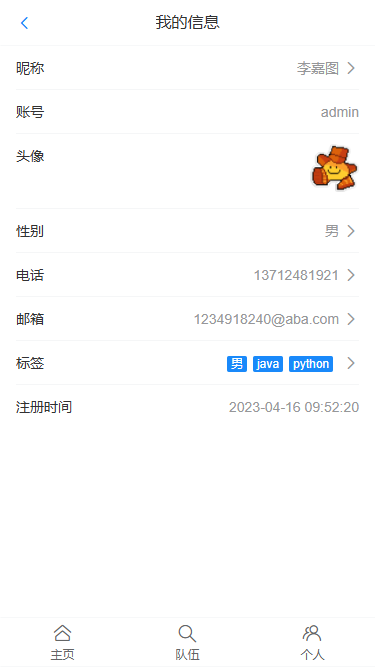 我的信息
昵称 李嘉图
账号 admin
头像
性别 男
电话 13712481921
邮箱 1234918240@aba.com
标签 男 java python
注册时间 2023-04-16 09:52:20
主页 队伍 个人